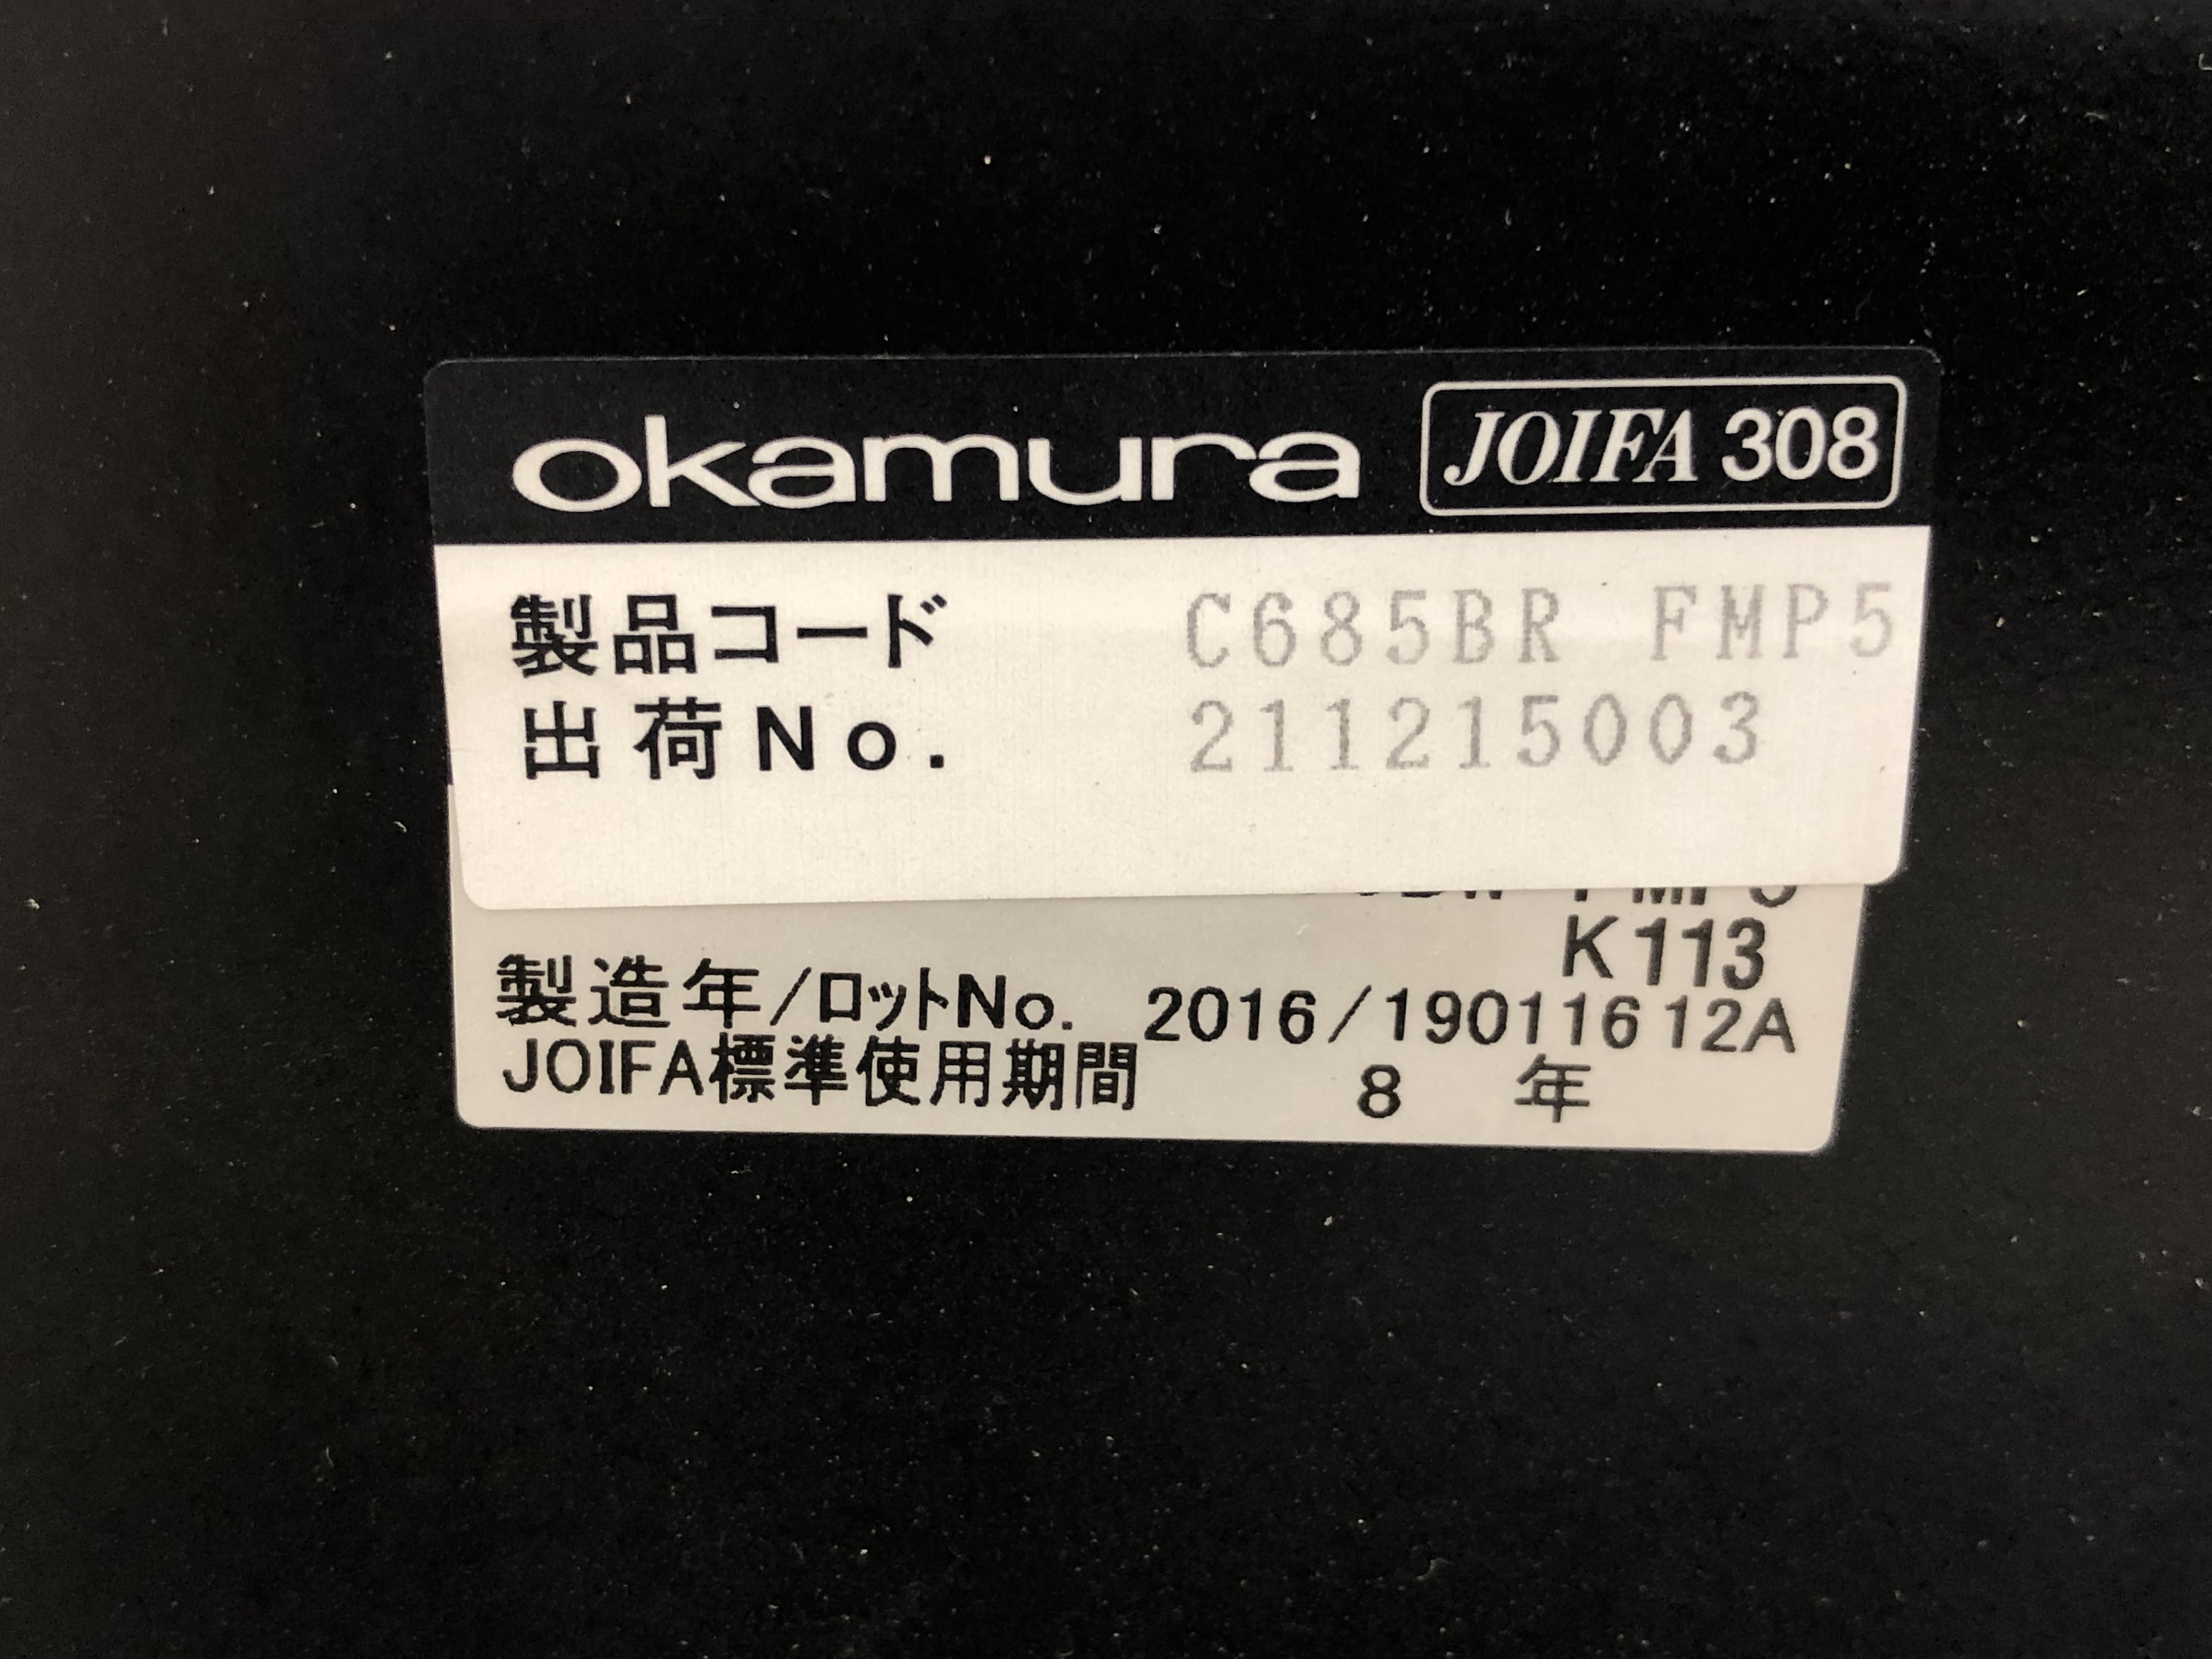 okamura JOIFA 308
製品コード C685BR FMP5
出荷No. 211215003
K113
製造年/ロットNo. 2016/19011612A
JOIFA標準使用期間 8 年